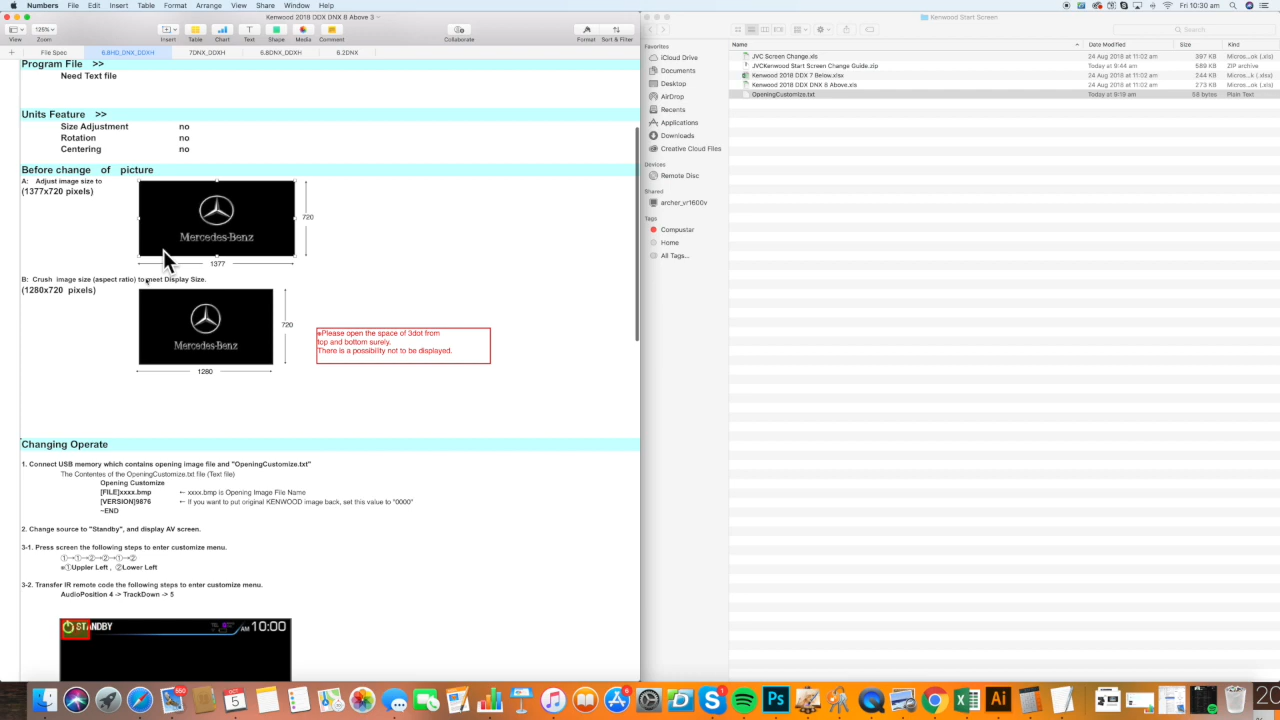 Numbers File Edit Insert Table Format Arrange View Share Window Help
10:30 am
Kenwood 2018 DDX DNX 8 Above 3
125%
View Zoom Insert Table Chart Text Shape Media Comment Collaborate Format Sort & Filter
File Spec 6.8HD_DNX_DDXH 7DNX_DDXH 6.8DNX_DDXH 6.2DNX
Program File >>
Need Text file
Units Feature >>
Size Adjustment no
Rotation no
Centering no
Before change of picture
A: Adjust image size to
(1377x720 pixels)
Mercedes-Benz
720
1377
B: Crush image size (aspect ratio) to meet Display Size.
(1280x720 pixels)
Mercedes-Benz
720
1280
※Please open the space of 3dot from
top and bottom surely.
There is a possibility not to be displayed.
Changing Operate
1. Connect USB memory which contains opening image file and "OpeningCustomize.txt"
The Contentes of the OpeningCustomize.txt file (Text file)
Opening Customize
[FILE]xxxx.bmp ← xxxx.bmp is Opening Image File Name
[VERSION]9876 ← If you want to put original KENWOOD image back, set this value to "0000"
~END
2. Change source to "Standby", and display AV screen.
3-1. Press screen the following steps to enter customize menu.
①→①→②→②→①→②
※①Uppler Left , ②Lower Left
3-2. Transfer IR remote code the following steps to enter customize menu.
AudioPosition 4 -> TrackDown -> 5
STANDBY
AM 10:00
Kenwood Start Screen
Search
Favorites
iCloud Drive
Documents
Desktop
AirDrop
Recents
Applications
Downloads
Creative Cloud Files
Devices
Remote Disc
Shared
archer_vr1600v
Tags
Compustar
Home
All Tags...
Name Date Modified Size Kind
JVC Screen Change.xls 24 Aug 2018 at 11:02 am 397 KB Micros...ok (.xls)
JVCKenwood Start Screen Change Guide.zip Today at 9:44 am 589 KB ZIP archive
Kenwood 2018 DDX 7 Below.xlsx 24 Aug 2018 at 11:02 am 244 KB Micros...k (.xlsx)
Kenwood 2018 DDX DNX 8 Above.xls 24 Aug 2018 at 11:02 am 273 KB Micros...ok (.xls)
OpeningCustomize.txt Today at 9:19 am 58 bytes Plain Text
OCT
5
Ps
Ai
20